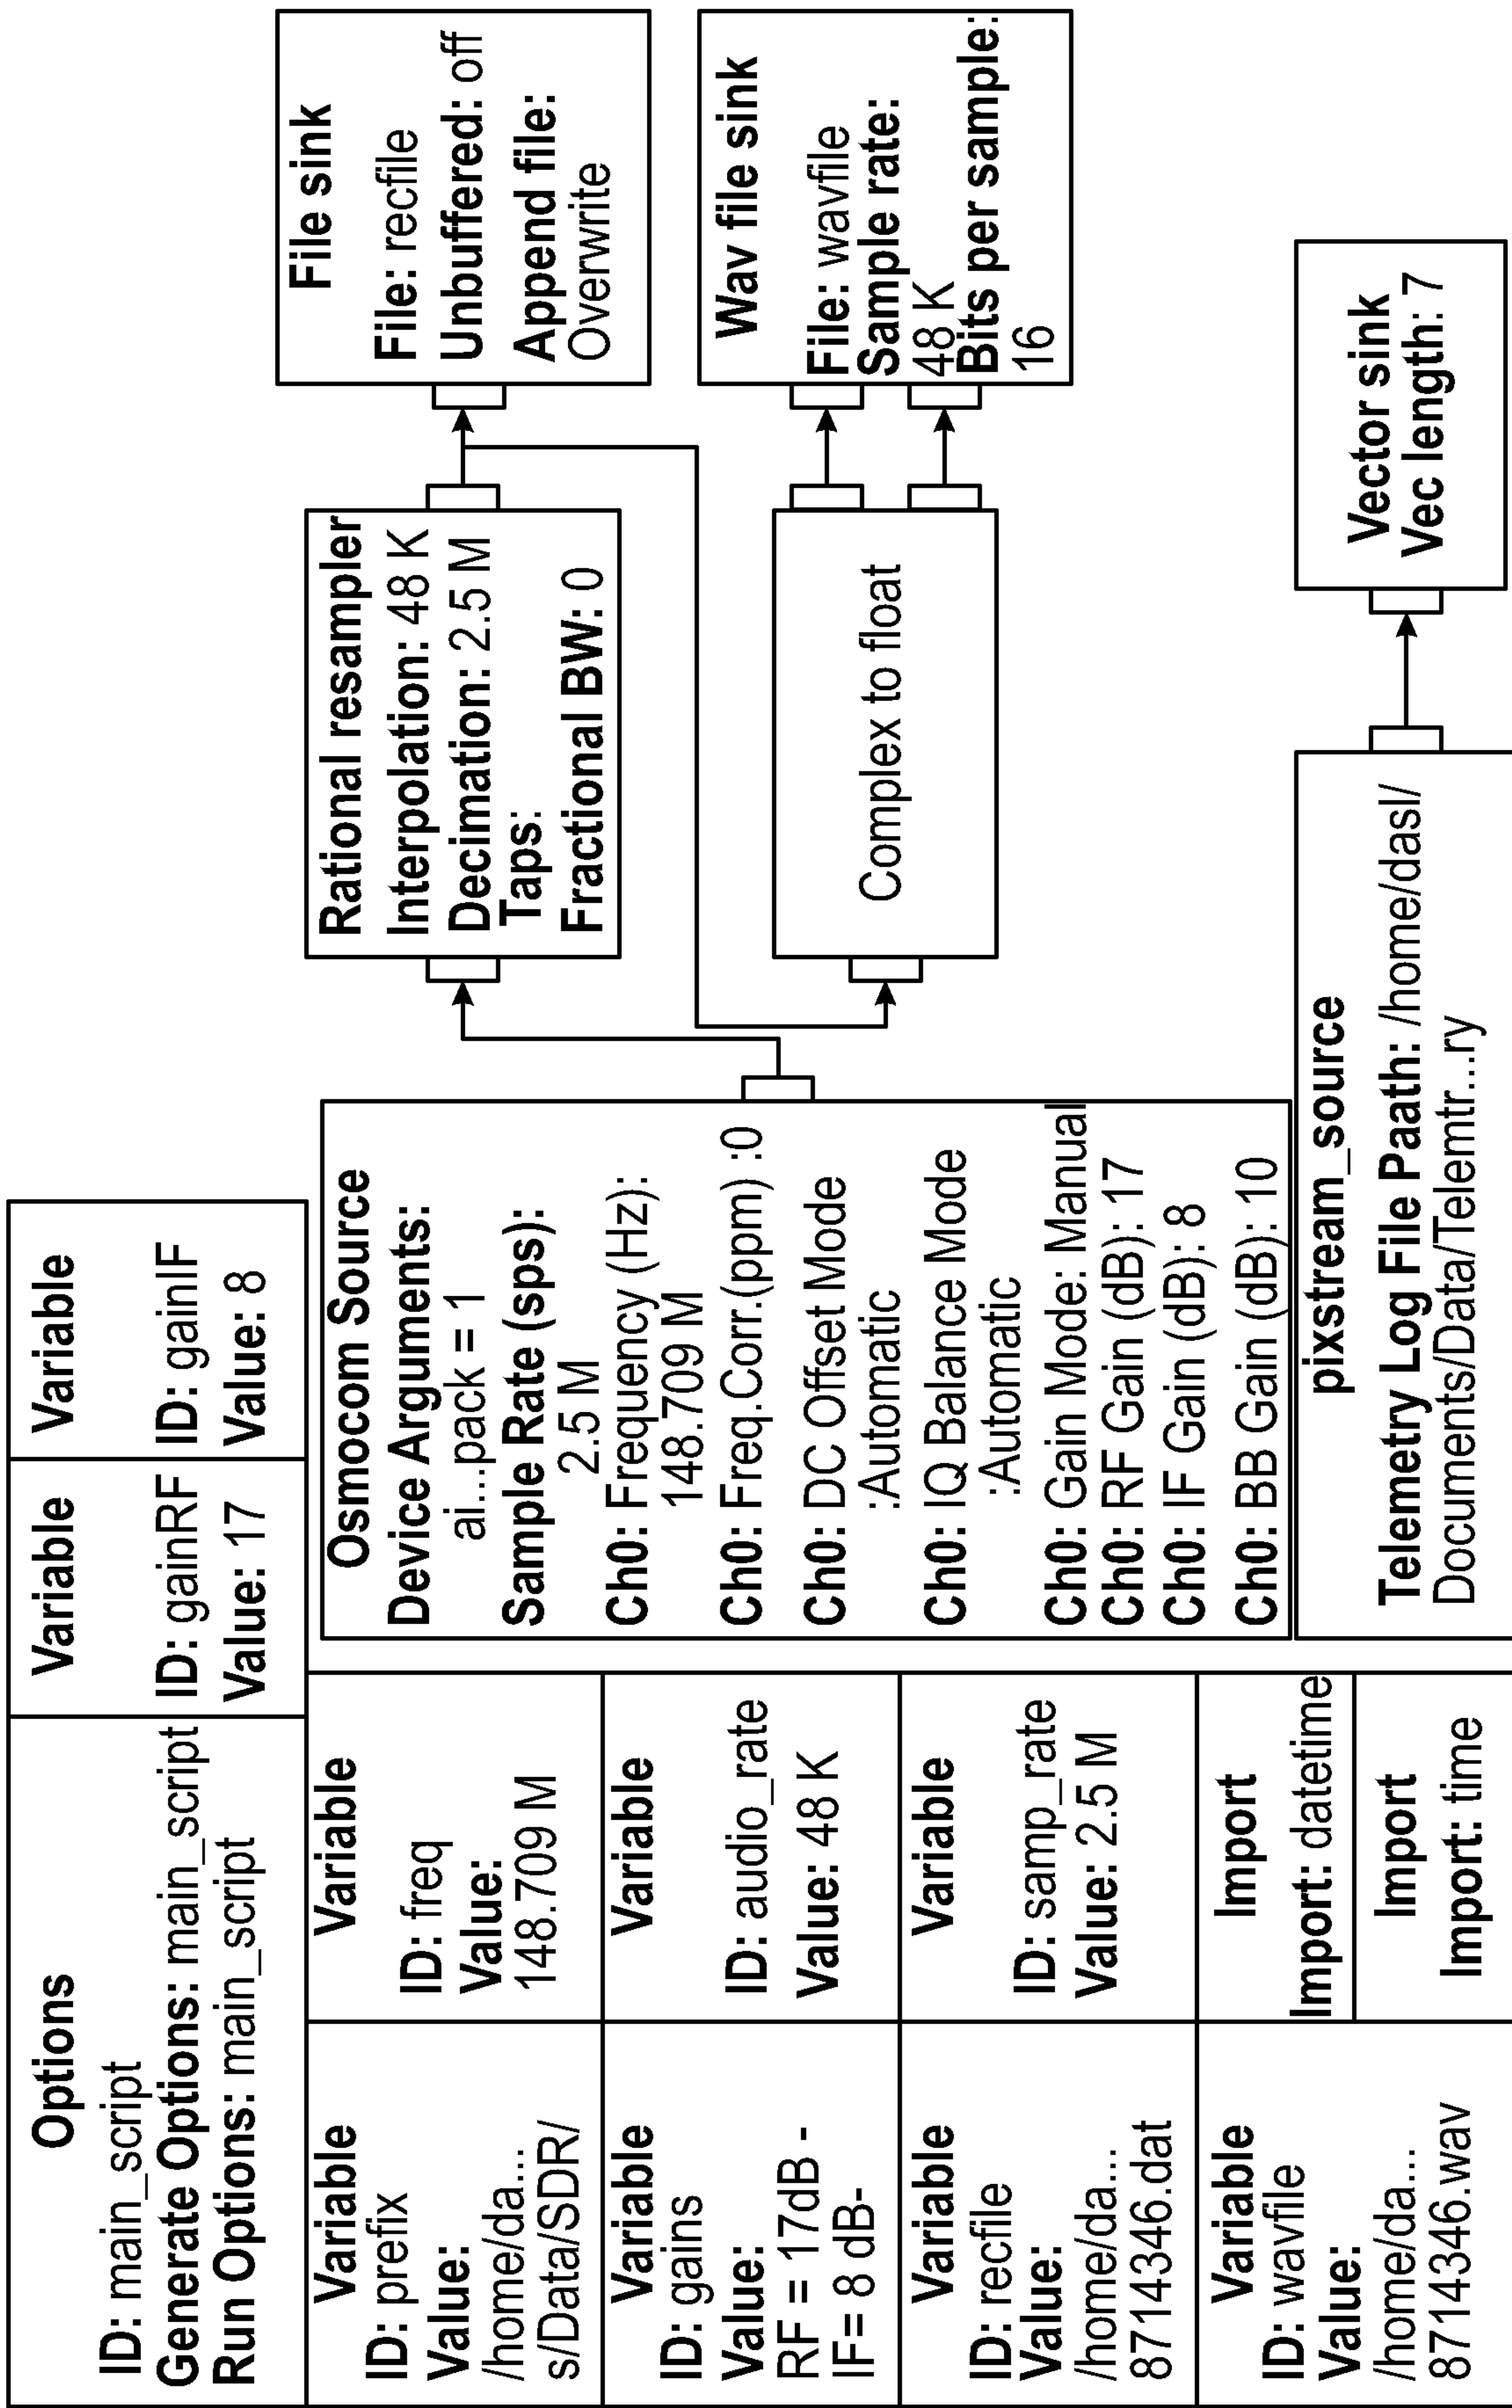 Options
ID: main_script
Generate Options: main_script
Run Options: main_script
Variable
ID: gainRF
Value: 17
Variable
ID: gainIF
Value: 8
Variable
ID: prefix
Value:
/home/da...
s/Data/SDR/
Variable
ID: freq
Value:
148.709 M
Variable
ID: gains
Value:
RF = 17dB -
IF= 8 dB-
Variable
ID: audio_rate
Value: 48 K
Variable
ID: recfile
Value:
/home/da...
8714346.dat
Variable
ID: samp_rate
Value: 2.5 M
Variable
ID: wavfile
Value:
/home/da...
8714346.wav
Import
Import: datetime
Import
Import: time
Osmocom Source
Device Arguments:
ai...pack = 1
Sample Rate (sps):
2.5 M
Ch0: Frequency (Hz):
148.709 M
Ch0: Freq.Corr.(ppm) :0
Ch0: DC Offset Mode
:Automatic
Ch0: IQ Balance Mode
:Automatic
Ch0: Gain Mode: Manual
Ch0: RF Gain (dB): 17
Ch0: IF Gain (dB): 8
Ch0: BB Gain (dB): 10
pixstream_source
Telemetry Log File Paath: /home/dasl/
Documents/Data/Telemtr...ry
Rational resampler
Interpolation: 48 K
Decimation: 2.5 M
Taps:
Fractional BW: 0
Complex to float
File sink
File: recfile
Unbuffered: off
Append file:
Overwrite
Wav file sink
File: wavfile
Sample rate:
48 K
Bits per sample:
16
Vector sink
Vec length: 7